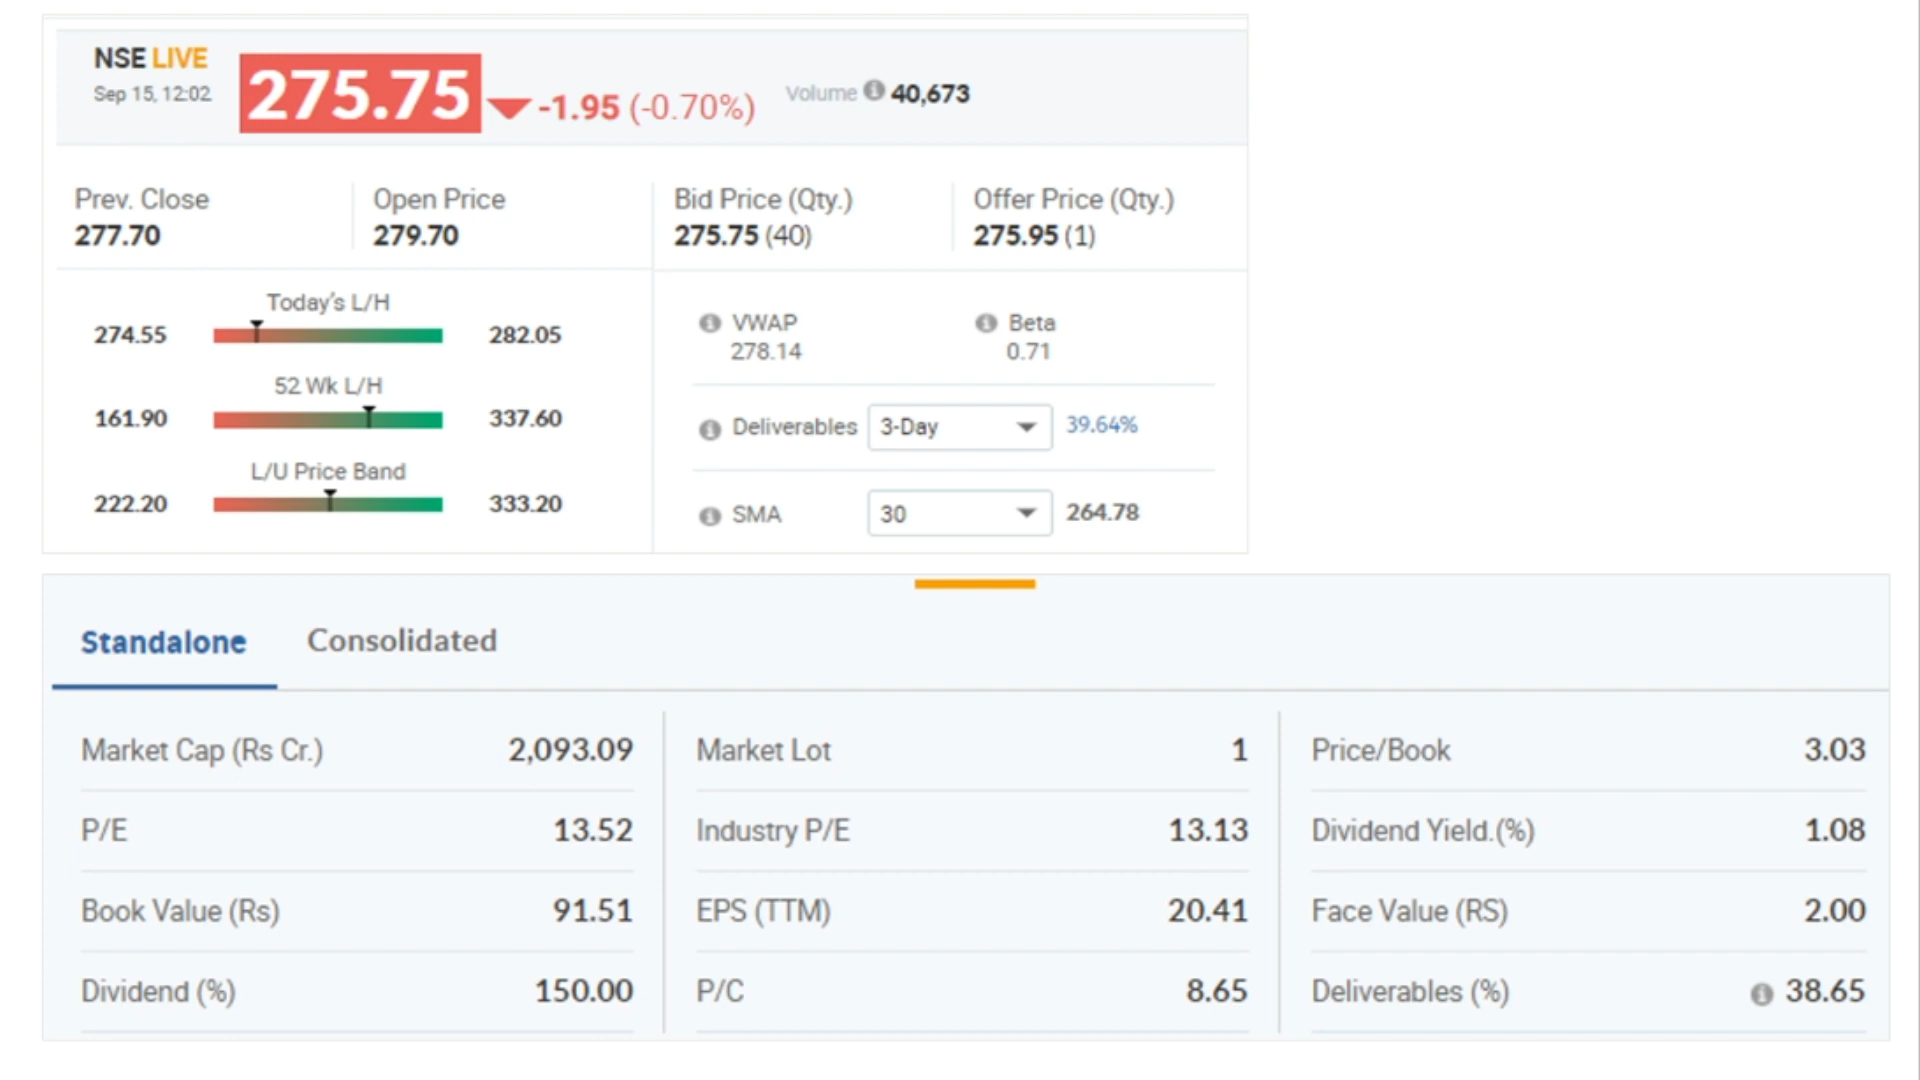 NSE LIVE
Sep 15, 12:02
275.75
-1.95 (-0.70%)
Volume 40,673
Prev. Close
277.70
Open Price
279.70
Bid Price (Qty.)
275.75 (40)
Offer Price (Qty.)
275.95 (1)
Today's L/H
274.55 282.05
52 Wk L/H
161.90 337.60
L/U Price Band
222.20 333.20
VWAP
278.14
Beta
0.71
Deliverables 3-Day 39.64%
SMA 30 264.78
Standalone Consolidated
Market Cap (Rs Cr.) 2,093.09
P/E 13.52
Book Value (Rs) 91.51
Dividend (%) 150.00
Market Lot 1
Industry P/E 13.13
EPS (TTM) 20.41
P/C 8.65
Price/Book 3.03
Dividend Yield.(%) 1.08
Face Value (RS) 2.00
Deliverables (%) 38.65